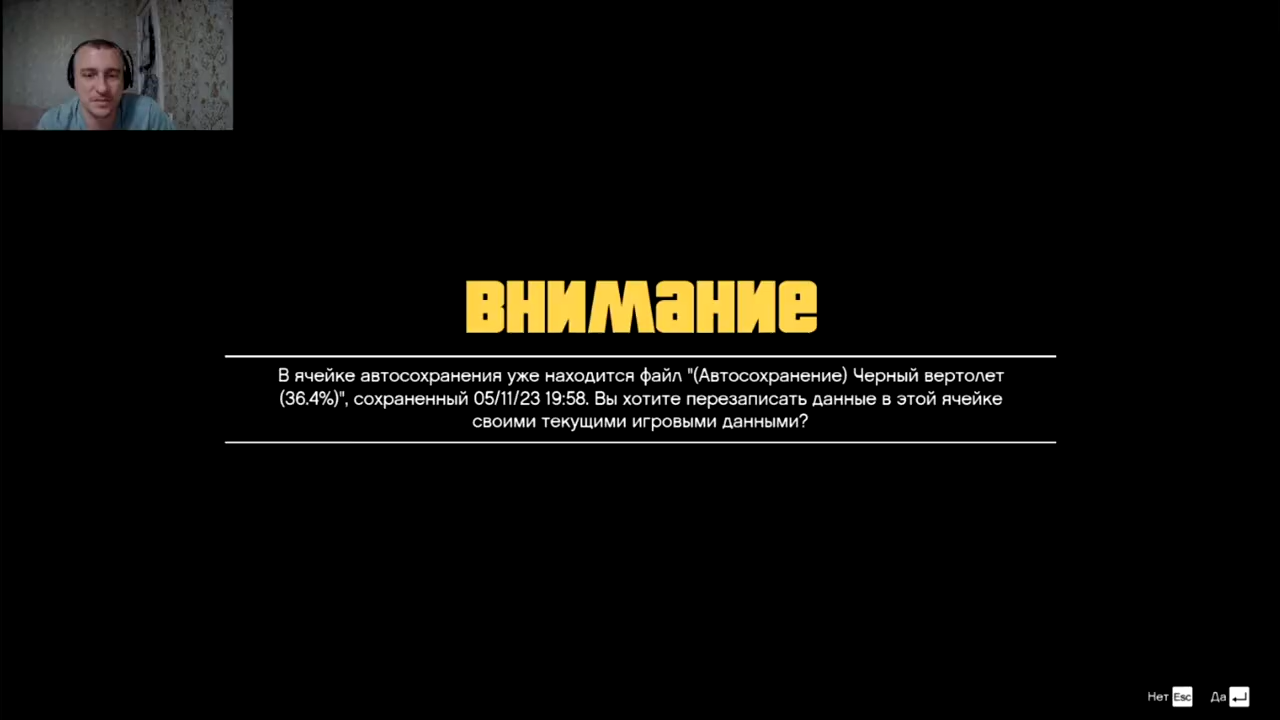 внимание
В ячейке автосохранения уже находится файл "(Автосохранение) Черный вертолет
(36.4%)", сохраненный 05/11/23 19:58. Вы хотите перезаписать данные в этой ячейке
своими текущими игровыми данными?
Нет Esc Да